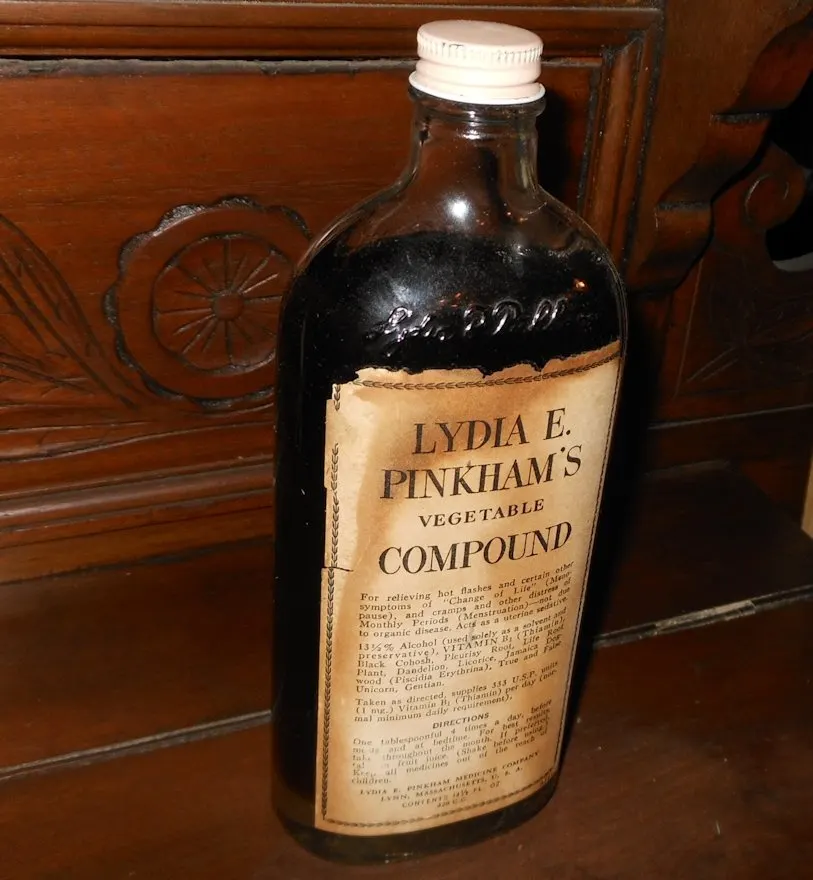 LYDIA E.
PINKHAM'S
VEGETABLE
COMPOUND
For relieving hot flashes and certain other
symptoms of "Change of Life" (Meno-
pause), and cramps and other distress of
Monthly Periods (Menstruation)—not due
to organic disease. Acts as a uterine sedative.
13½% Alcohol (used solely as a solvent and
preservative), VITAMIN B₁ (Thiamin),
Black Cohosh, Pleurisy Root, Life Root
Plant, Dandelion, Licorice, Jamaica Dog-
wood (Piscidia Erythrina), True and False
Unicorn, Gentian.
Taken as directed, supplies 333 U.S.P. units
(1 mg.) Vitamin B₁ (Thiamin) per day (nor-
mal minimum daily requirement).
DIRECTIONS
One tablespoonful 4 times a day, before
and at bedtime. For best results
throughout the month. If preferred,
fruit juice. (Shake before using.)
all medicines out of the reach
children.
LYDIA E. PINKHAM MEDICINE COMPANY
LYNN, MASSACHUSETTS, U. S. A.
CONTENTS 14½ FL. OZ.